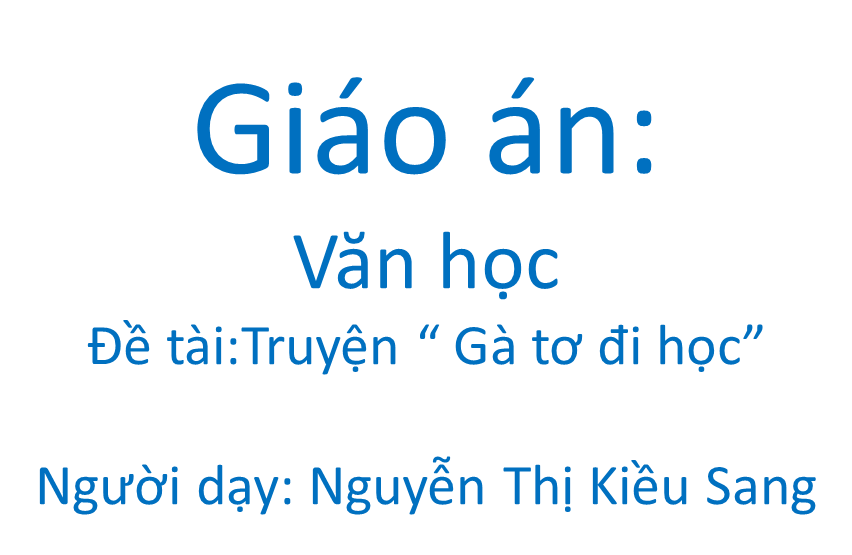 Giáo án:
Văn học
Đề tài:Truyện “ Gà tơ đi học”
Người dạy: Nguyễn Thị Kiều Sang